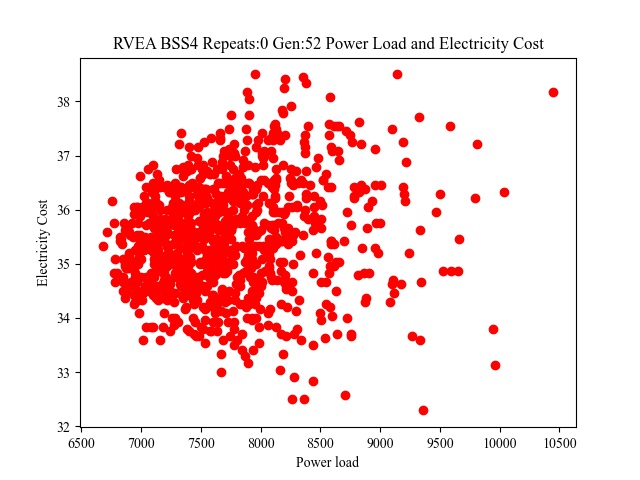 RVEA BSS4 Repeats:0 Gen:52 Power Load and Electricity Cost
Electricity Cost
38
37
36
35
34
33
32
6500 7000 7500 8000 8500 9000 9500 10000 10500
Power load